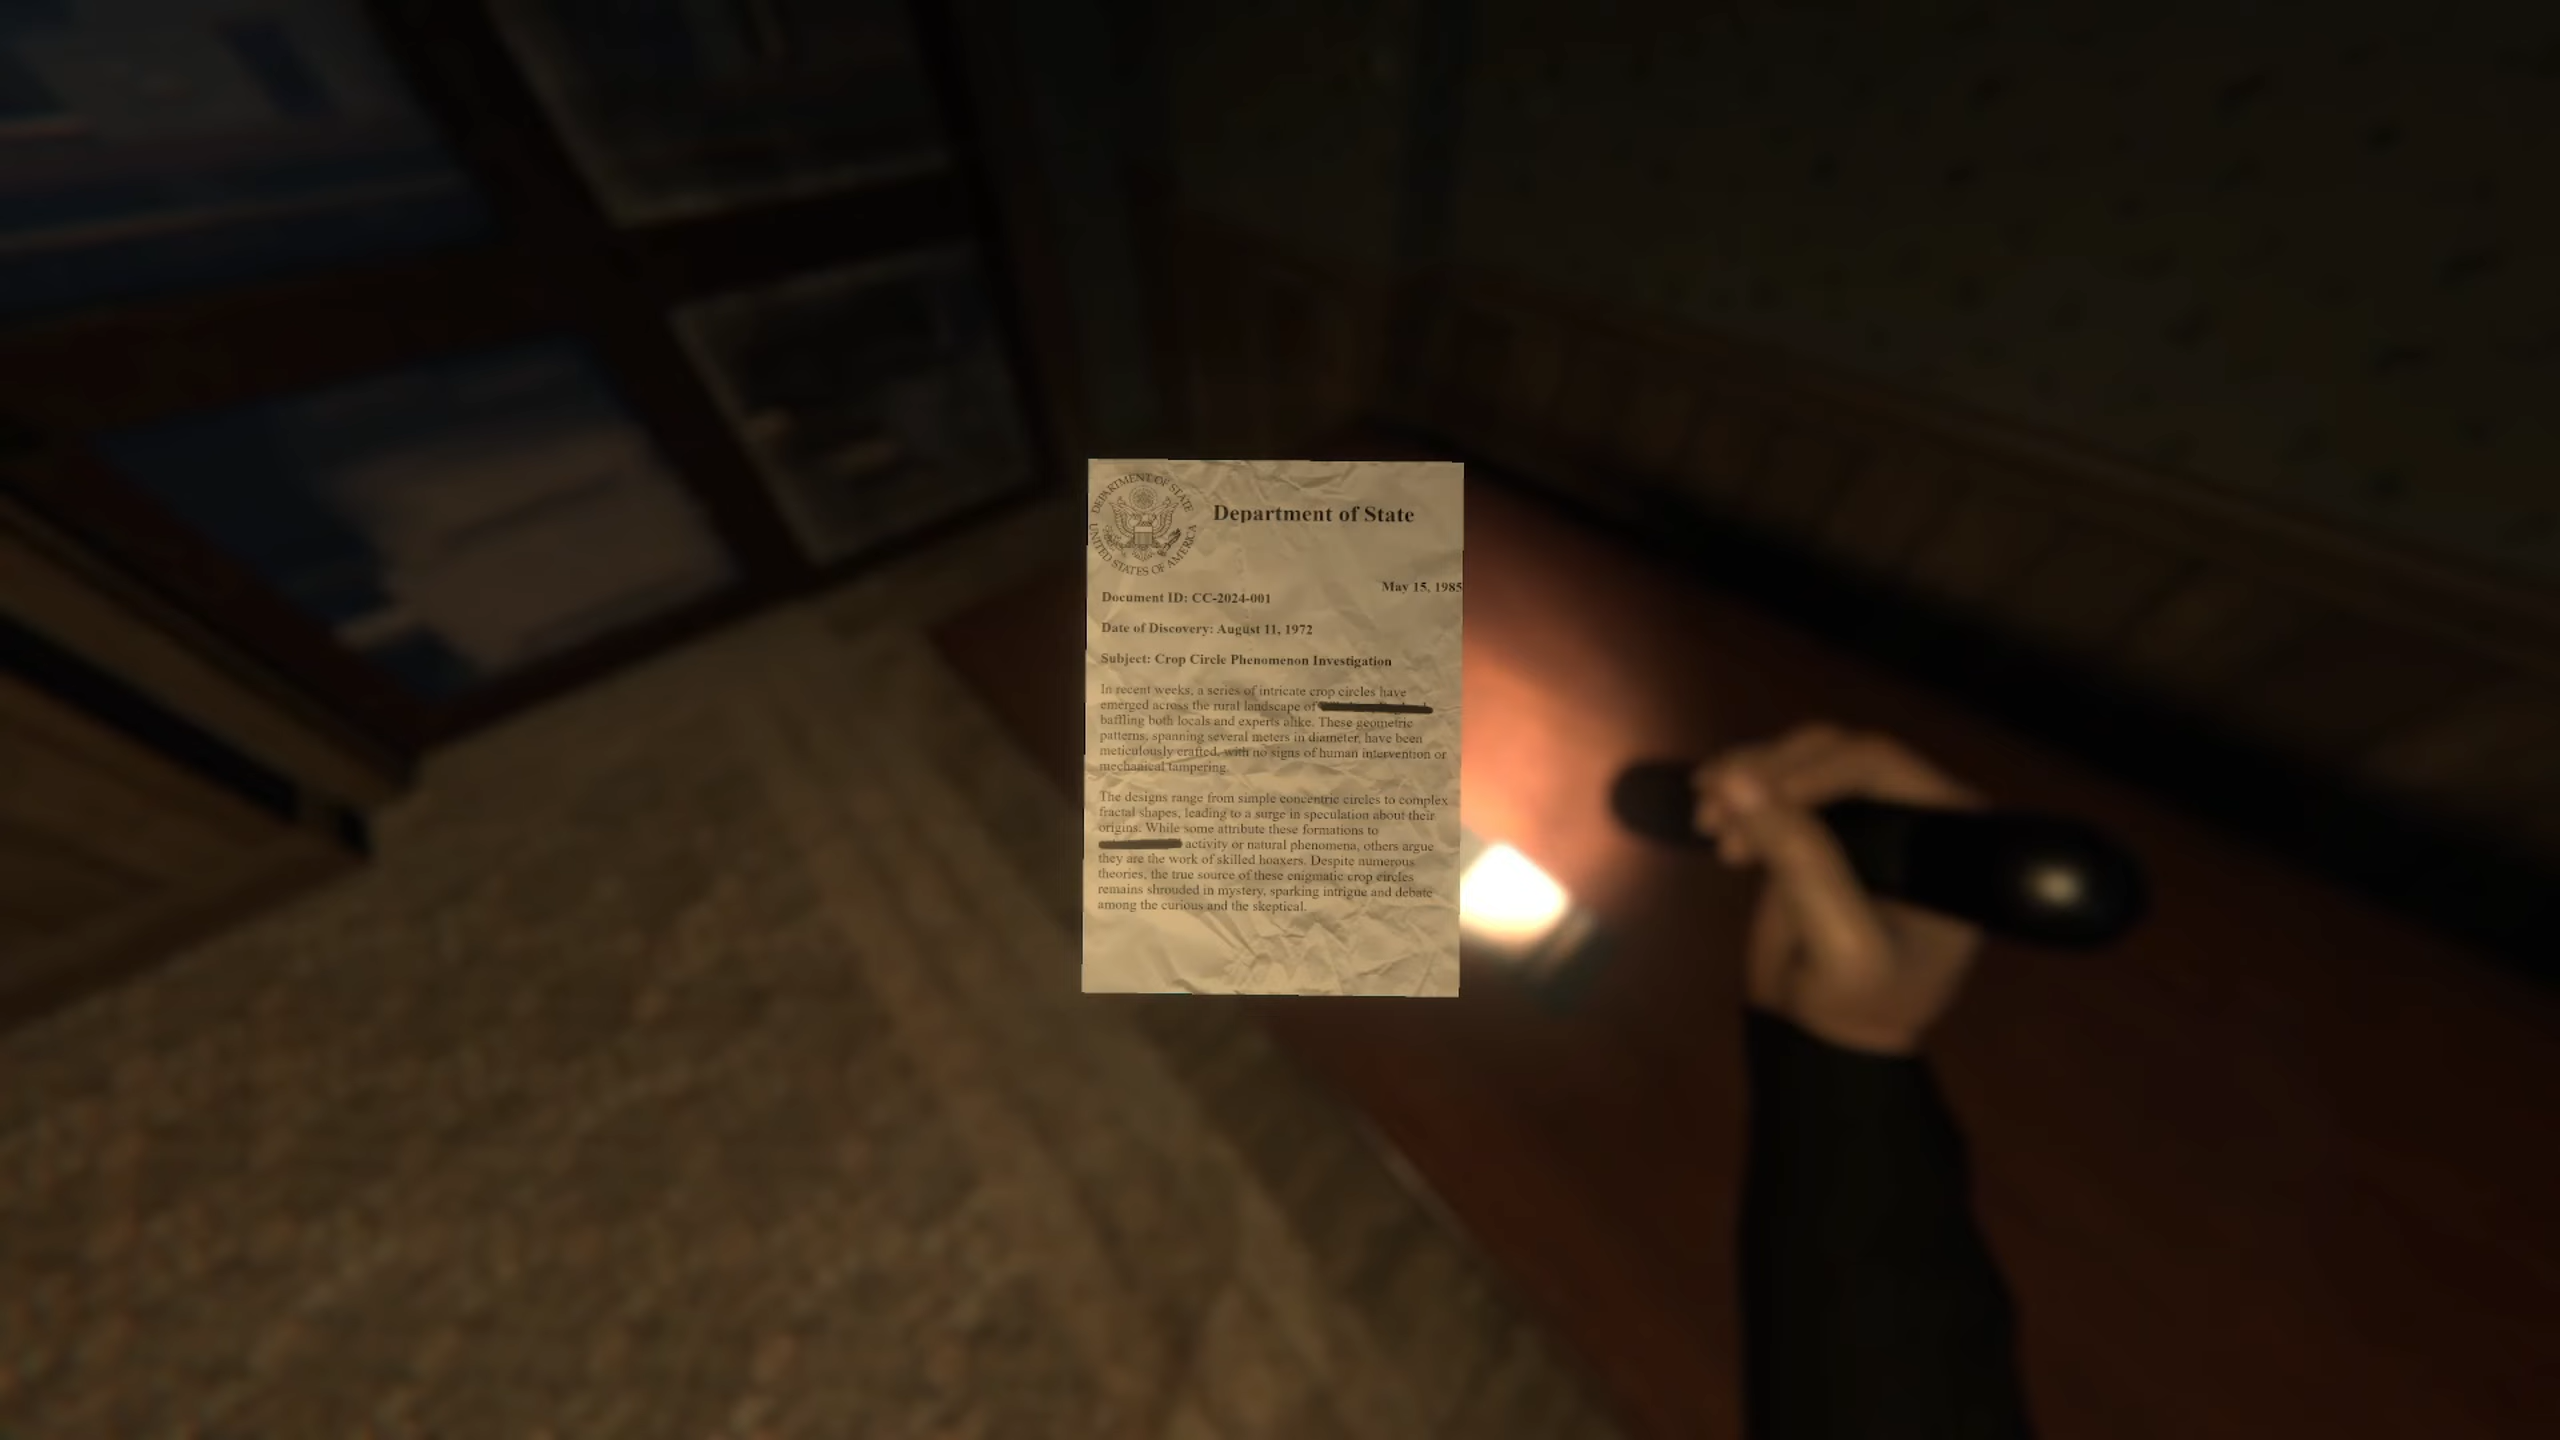 DEPARTMENT OF STATE
UNITED STATES OF AMERICA
Department of State
May 15, 1985
Document ID: CC-2024-001
Date of Discovery: August 11, 1972
Subject: Crop Circle Phenomenon Investigation
In recent weeks, a series of intricate crop circles have
emerged across the rural landscape of
baffling both locals and experts alike. These geometric
patterns, spanning several meters in diameter, have been
meticulously crafted, with no signs of human intervention or
mechanical tampering.
The designs range from simple concentric circles to complex
fractal shapes, leading to a surge in speculation about their
origins. While some attribute these formations to
activity or natural phenomena, others argue
they are the work of skilled hoaxers. Despite numerous
theories, the true source of these enigmatic crop circles
remains shrouded in mystery, sparking intrigue and debate
among the curious and the skeptical.